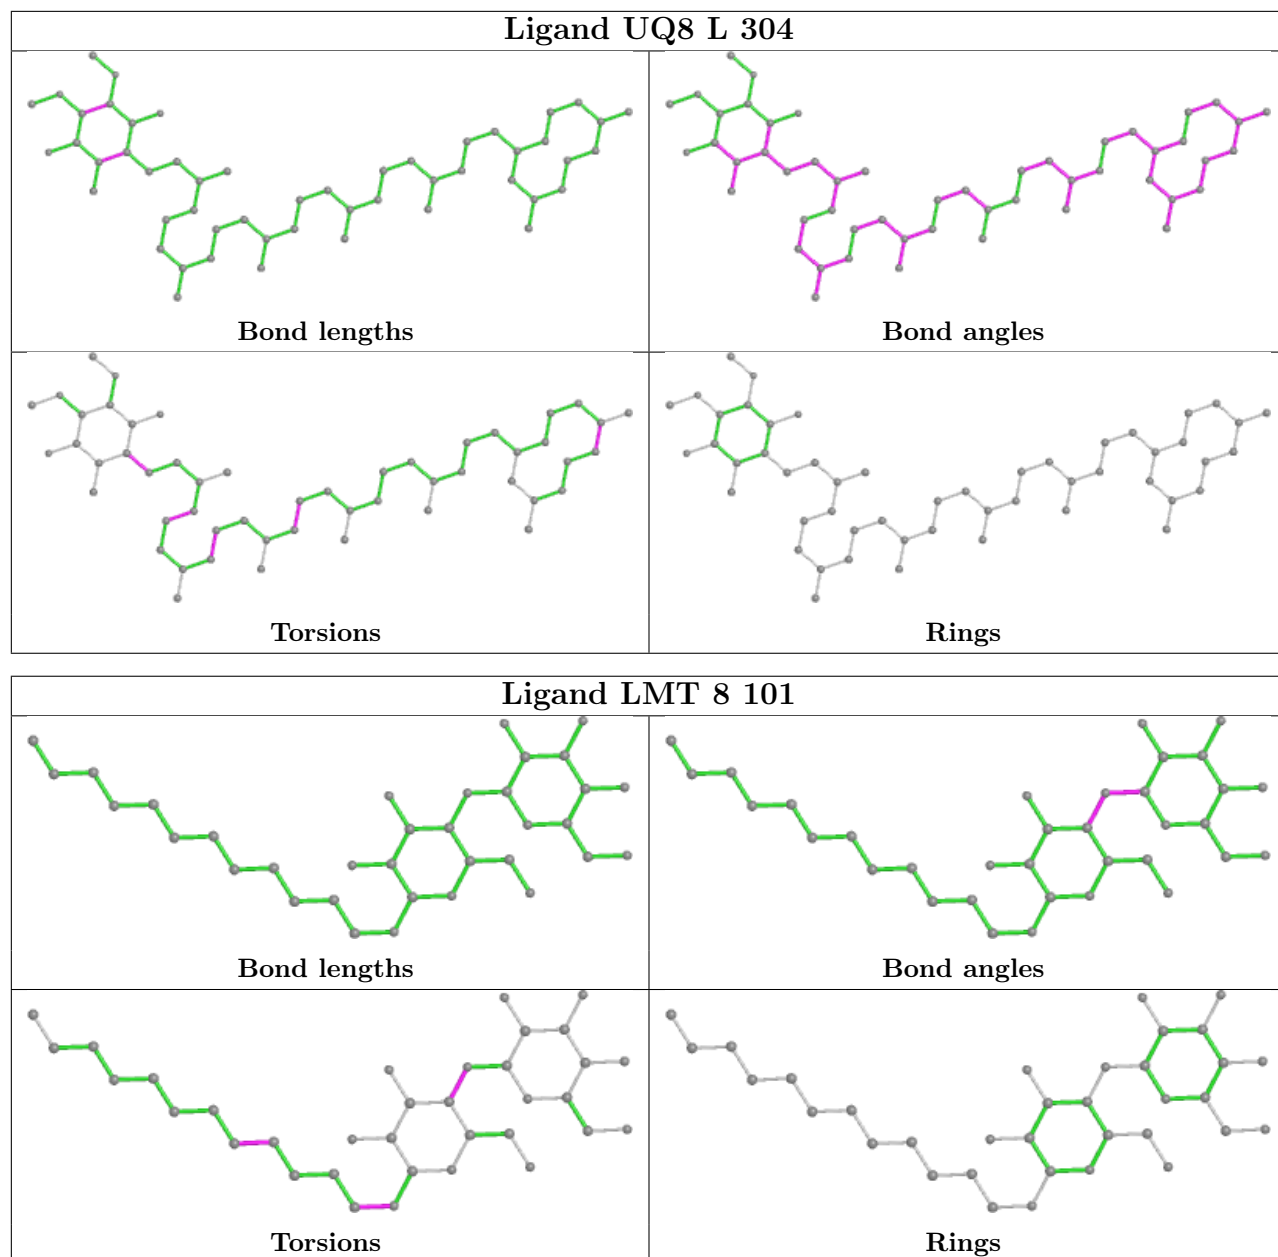 Ligand UQ8 L 304
Bond lengths
Bond angles
Torsions
Rings
Ligand LMT 8 101
Bond lengths
Bond angles
Torsions
Rings